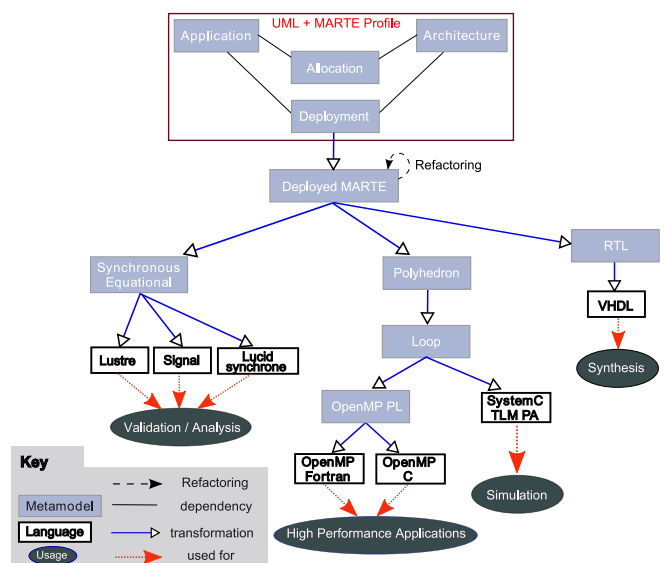 UML + MARTE Profile
Application
Architecture
Allocation
Deployment
Refactoring
Deployed MARTE
RTL
Synchronous
Equational
Polyhedron
VHDL
Lustre
Signal
Lucid
synchrone
Loop
Synthesis
OpenMP PL
SystemC
TLM PA
Validation / Analysis
OpenMP
Fortran
OpenMP
C
Simulation
High Performance Applications
Key
Refactoring
Metamodel
dependency
Language
transformation
Usage
used for